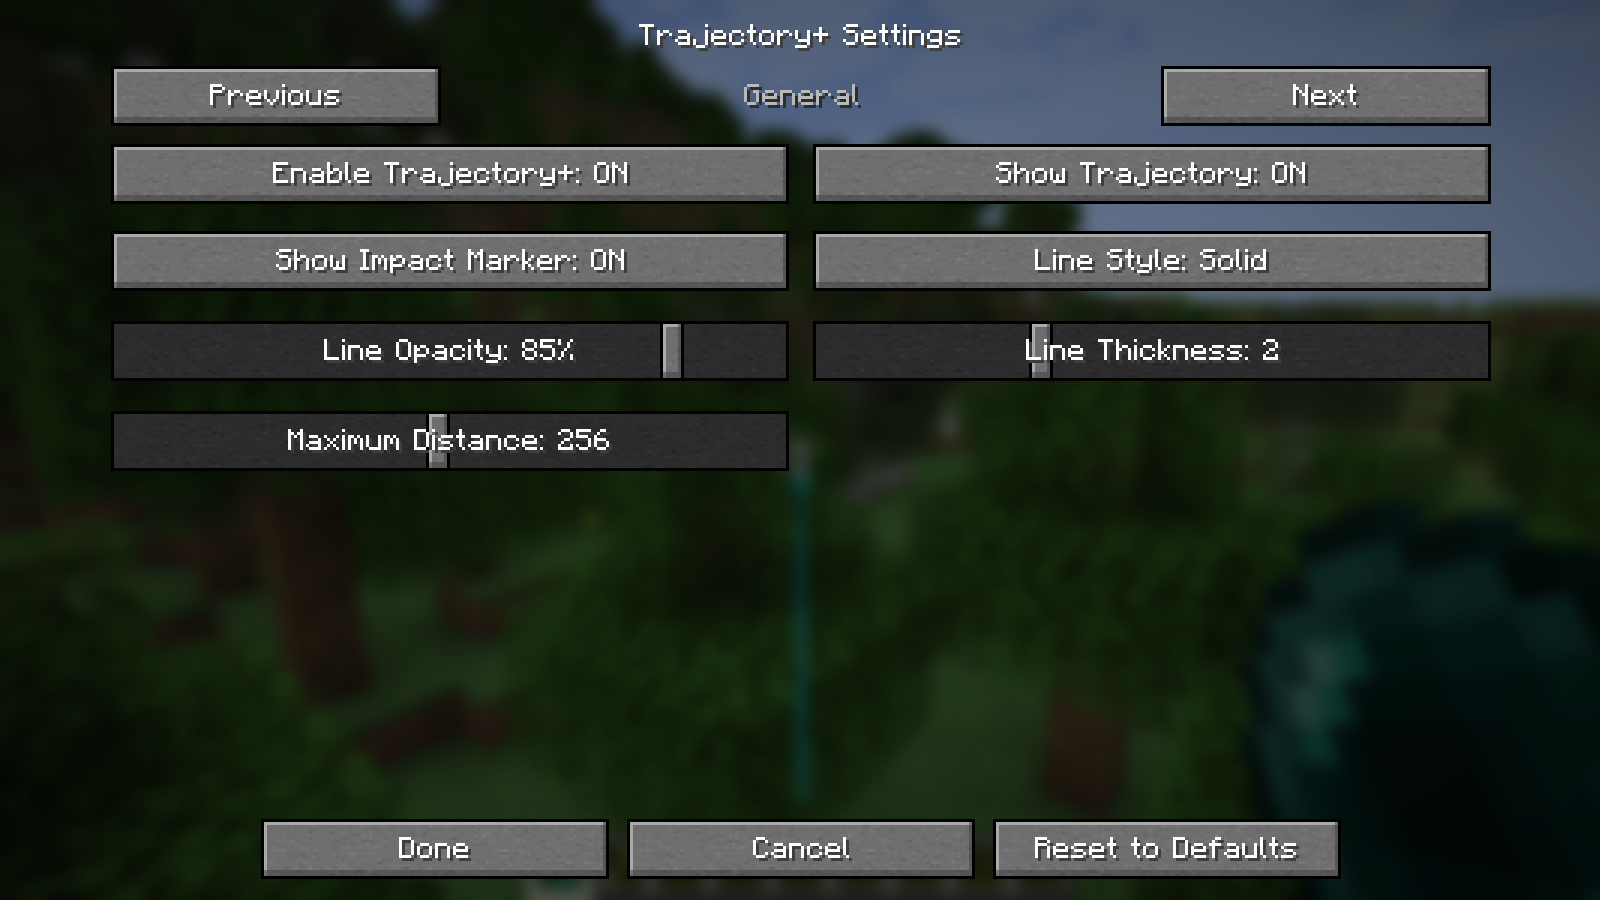 Trajectory+ Settings
Previous
General
Next
Enable Trajectory+: ON
Show Trajectory: ON
Show Impact Marker: ON
Line Style: Solid
Line Opacity: 85%
Line Thickness: 2
Maximum Distance: 256
Done
Cancel
Reset to Defaults